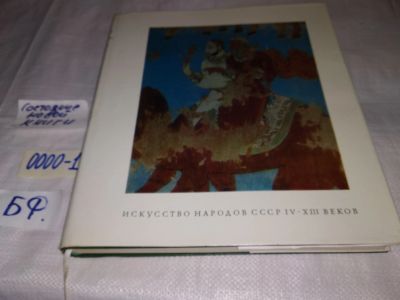 Состояние
новой
книги
0000-1
БФ.
ИСКУССТВО НАРОДОВ СССР IV-XIII ВЕКОВ